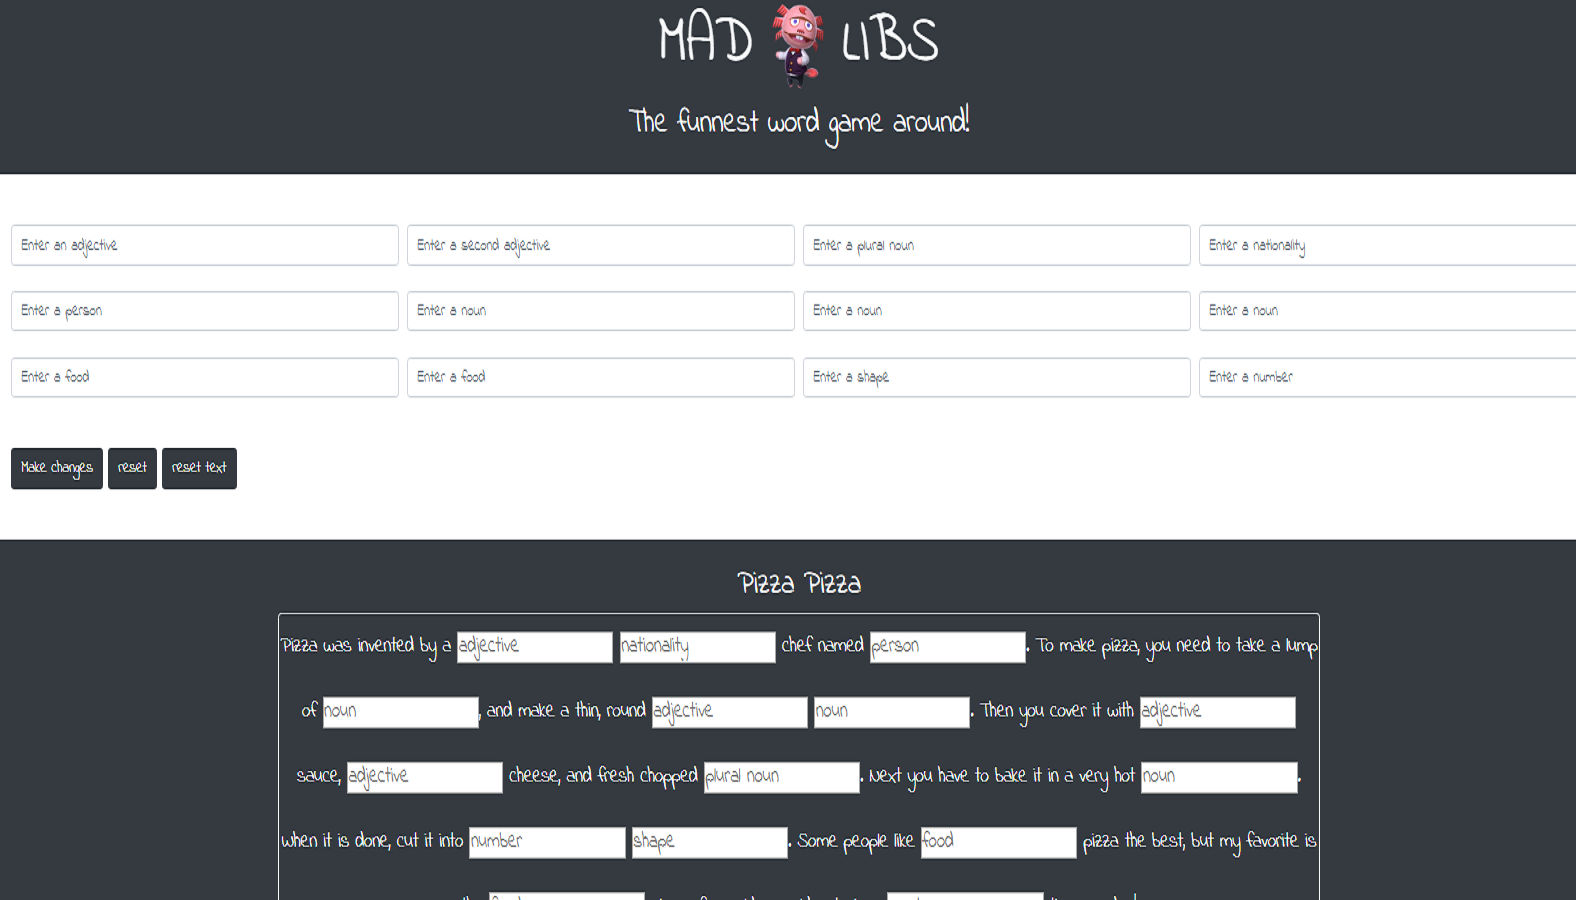 MAD LIBS
The funnest word game around!
Enter an adjective Enter a second adjective Enter a plural noun Enter a nationality
Enter a person Enter a noun Enter a noun Enter a noun
Enter a food Enter a food Enter a shape Enter a number
Make changes reset reset text
Pizza Pizza
Pizza was invented by a adjective nationality chef named person. To make pizza, you need to take a lump
of noun, and make a thin, round adjective noun. Then you cover it with adjective
sauce, adjective cheese, and fresh chopped plural noun. Next you have to bake it in a very hot noun.
When it is done, cut it into number shape. Some people like food pizza the best, but my favorite is